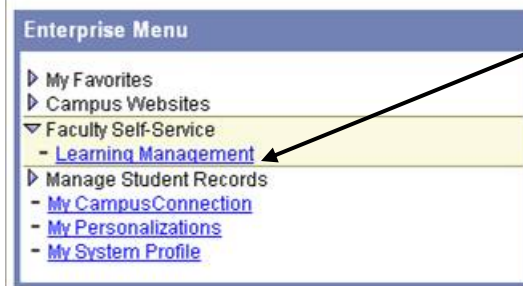 Enterprise Menu
My Favorites
Campus Websites
Faculty Self-Service
- Learning Management
Manage Student Records
- My CampusConnection
- My Personalizations
- My System Profile